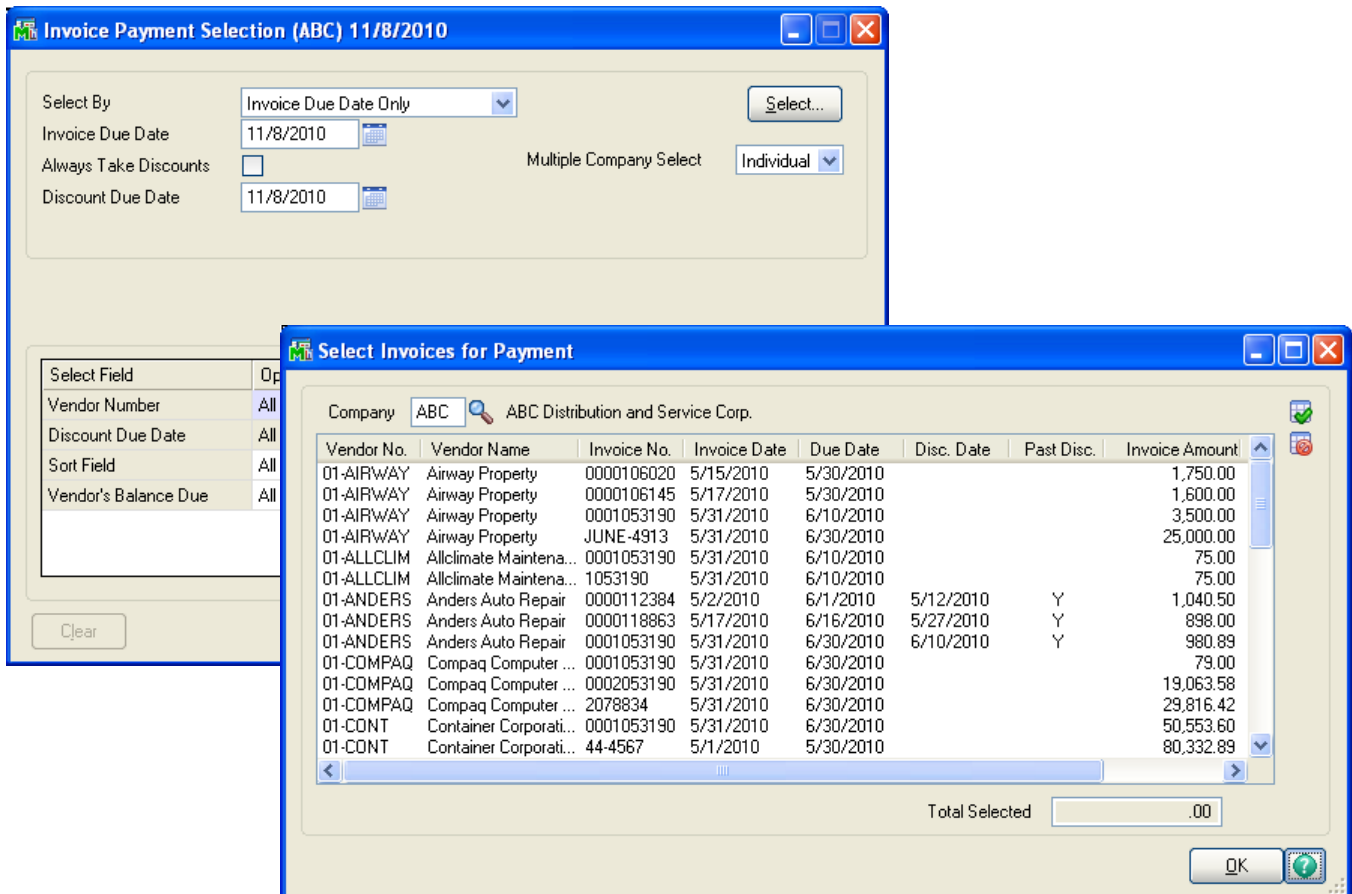 Invoice Payment Selection (ABC) 11/8/2010
Select By Invoice Due Date Only Select...
Invoice Due Date 11/8/2010
Always Take Discounts Multiple Company Select Individual
Discount Due Date 11/8/2010
Select Field Op
Vendor Number All
Discount Due Date All
Sort Field All
Vendor's Balance Due All
Clear
Select Invoices for Payment
Company ABC ABC Distribution and Service Corp.
Vendor No. Vendor Name Invoice No. Invoice Date Due Date Disc. Date Past Disc. Invoice Amount
01-AIRWAY Airway Property 0000106020 5/15/2010 5/30/2010 1,750.00
01-AIRWAY Airway Property 0000106145 5/17/2010 5/30/2010 1,600.00
01-AIRWAY Airway Property 0001053190 5/31/2010 6/10/2010 3,500.00
01-AIRWAY Airway Property JUNE-4913 5/31/2010 6/30/2010 25,000.00
01-ALLCLIM Allclimate Maintena... 0001053190 5/31/2010 6/10/2010 75.00
01-ALLCLIM Allclimate Maintena... 1053190 5/31/2010 6/10/2010 75.00
01-ANDERS Anders Auto Repair 0000112384 5/2/2010 6/1/2010 5/12/2010 Y 1,040.50
01-ANDERS Anders Auto Repair 0000118863 5/17/2010 6/16/2010 5/27/2010 Y 898.00
01-ANDERS Anders Auto Repair 0001053190 5/31/2010 6/30/2010 6/10/2010 Y 980.89
01-COMPAQ Compaq Computer ... 0001053190 5/31/2010 6/30/2010 79.00
01-COMPAQ Compaq Computer ... 0002053190 5/31/2010 6/30/2010 19,063.58
01-COMPAQ Compaq Computer ... 2078834 5/31/2010 6/30/2010 29,816.42
01-CONT Container Corporati... 0001053190 5/31/2010 6/30/2010 50,553.60
01-CONT Container Corporati... 44-4567 5/1/2010 5/30/2010 80,332.89
Total Selected .00
OK